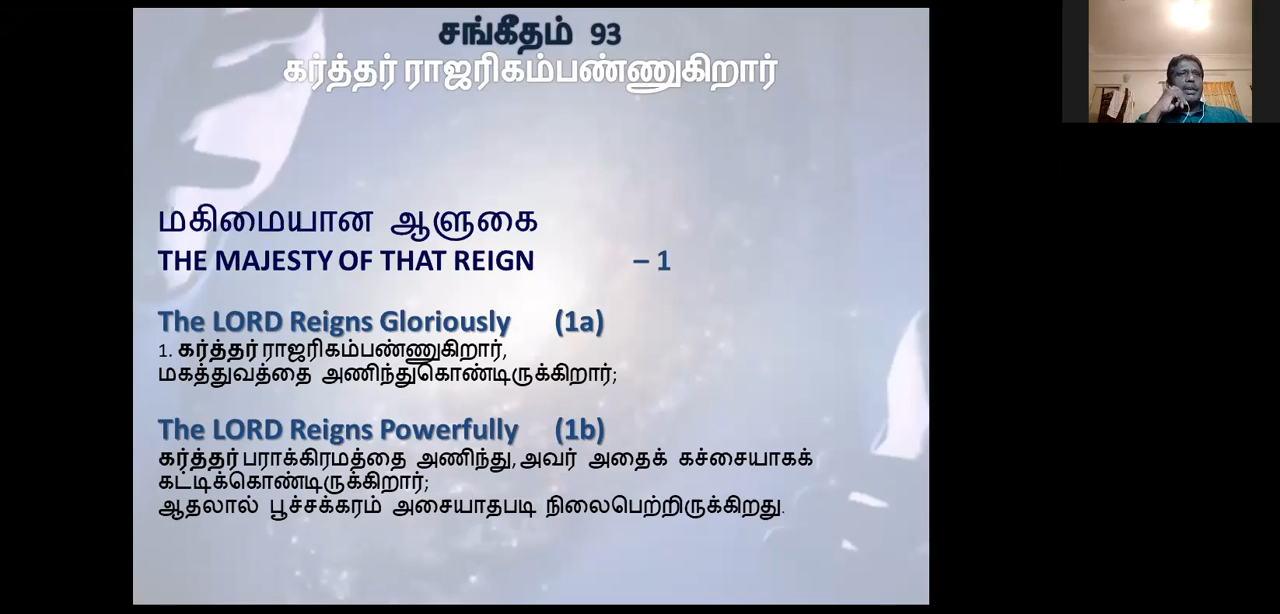 சங்கீதம் 93
கர்த்தர் ராஜரிகம்பண்ணுகிறார்
மகிமையான ஆளுகை
THE MAJESTY OF THAT REIGN – 1
The LORD Reigns Gloriously (1a)
1. கர்த்தர் ராஜரிகம்பண்ணுகிறார்,
மகத்துவத்தை அணிந்துகொண்டிருக்கிறார்;
The LORD Reigns Powerfully (1b)
கர்த்தர் பராக்கிரமத்தை அணிந்து, அவர் அதைக் கச்சையாகக்
கட்டிக்கொண்டிருக்கிறார்;
ஆதலால் பூச்சக்கரம் அசையாதபடி நிலைபெற்றிருக்கிறது.